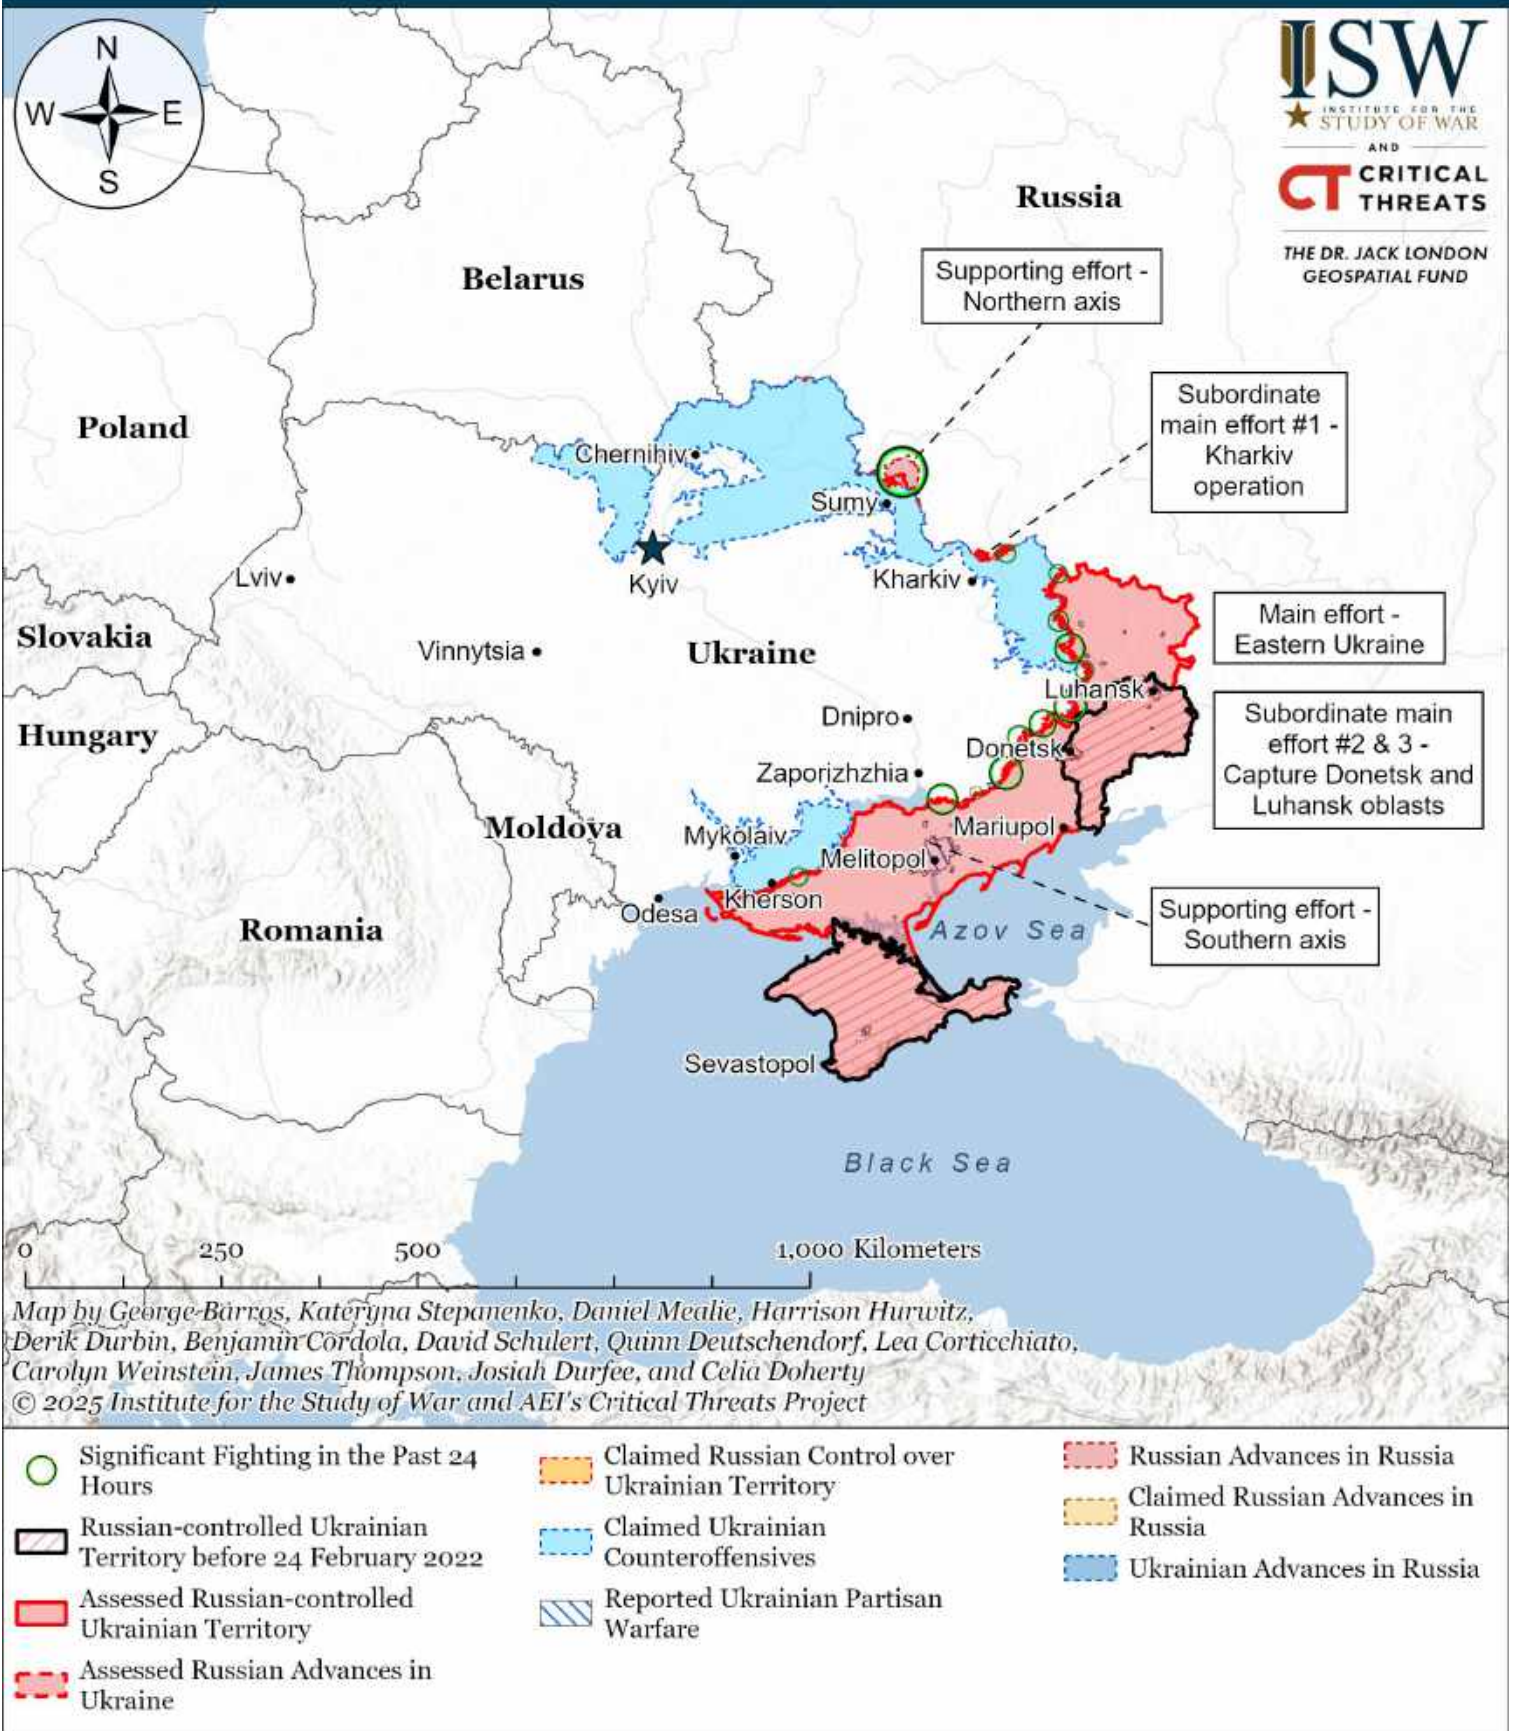 N
W
E
S
ISW
INSTITUTE FOR THE
STUDY OF WAR
AND
CT CRITICAL
THREATS
THE DR. JACK LONDON
GEOSPATIAL FUND
Russia
Belarus
Supporting effort -
Northern axis
Subordinate
main effort #1 -
Kharkiv
operation
Poland
Chernihiv
Sumy
Lviv
Kyiv
Kharkiv
Slovakia
Vinnytsia
Ukraine
Main effort -
Eastern Ukraine
Luhansk
Hungary
Dnipro
Donetsk
Subordinate main
effort #2 & 3 -
Capture Donetsk and
Luhansk oblasts
Zaporizhzhia
Moldova
Mykolaiv
Mariupol
Melitopol
Kherson
Odesa
Romania
Azov Sea
Supporting effort -
Southern axis
Sevastopol
Black Sea
0 250 500 1,000 Kilometers
Map by George Barros, Kateryna Stepanenko, Daniel Mealie, Harrison Hurwitz,
Derik Durbin, Benjamin Cordola, David Schulert, Quinn Deutschendorf, Lea Corticchiato,
Carolyn Weinstein, James Thompson, Josiah Durfee, and Celia Doherty
© 2025 Institute for the Study of War and AEI's Critical Threats Project
Significant Fighting in the Past 24
Hours
Russian-controlled Ukrainian
Territory before 24 February 2022
Assessed Russian-controlled
Ukrainian Territory
Assessed Russian Advances in
Ukraine
Claimed Russian Control over
Ukrainian Territory
Claimed Ukrainian
Counteroffensives
Reported Ukrainian Partisan
Warfare
Russian Advances in Russia
Claimed Russian Advances in
Russia
Ukrainian Advances in Russia